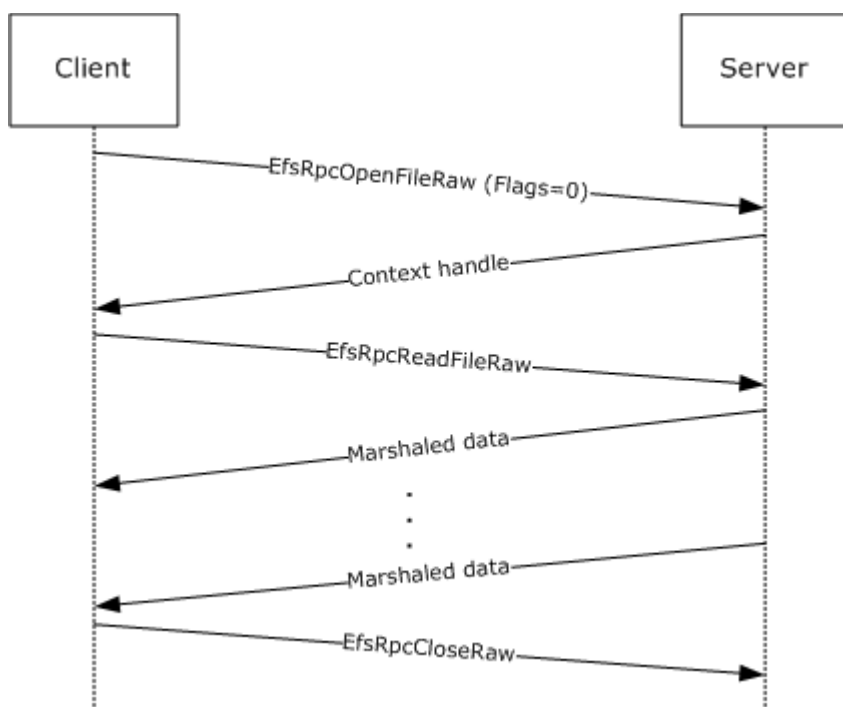 Client
Server
EfsRpcOpenFileRaw (Flags=0)
Context handle
EfsRpcReadFileRaw
Marshaled data
.
.
.
Marshaled data
EfsRpcCloseRaw